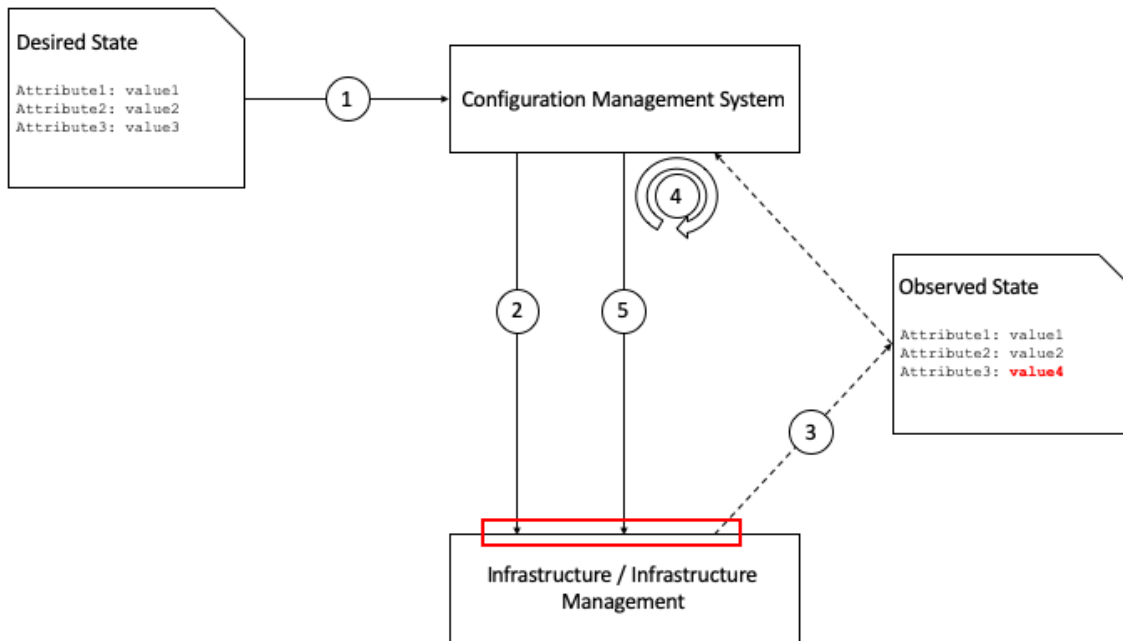 Desired State
Attribute1: value1
Attribute2: value2
Attribute3: value3
1
Configuration Management System
4
2
5
Observed State
Attribute1: value1
Attribute2: value2
Attribute3: value4
3
Infrastructure / Infrastructure
Management